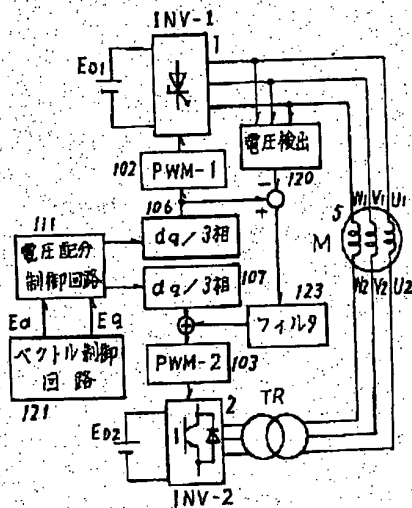 INV-1
1
ED1
電圧検出
120
102
PWM-1
106
111
dq/3相
電圧配分
制御回路
107
dq/3相
Ed
Eq
ベクトル制御
回路
121
-
+
123
フィルタ
+
PWM-2
103
5
W1 V1 U1
M
W2 V2 U2
TR
2
ED2
INV-2